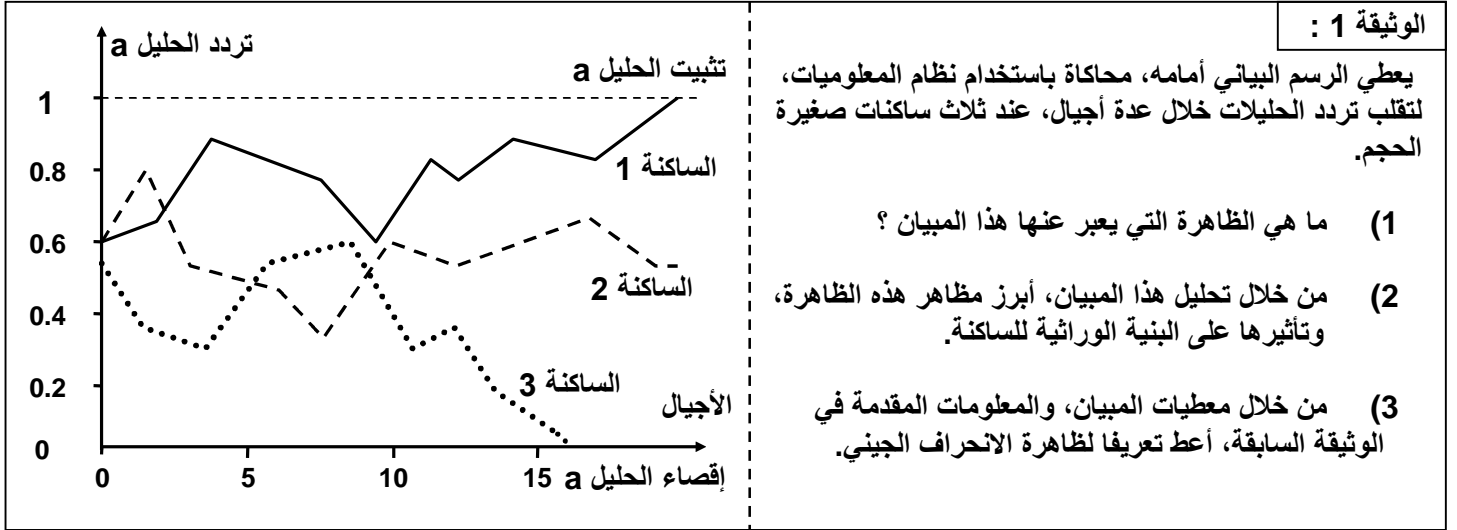 الوثيقة 1 :
يعطي الرسم البياني أمامه، محاكاة باستخدام نظام المعلوميات،
لتقلب تردد الحليلات خلال عدة أجيال، عند ثلاث ساكنات صغيرة
الحجم.
1) ما هي الظاهرة التي يعبر عنها هذا المبيان ؟
2) من خلال تحليل هذا المبيان، أبرز مظاهر هذه الظاهرة،
وتأثيرها على البنية الوراثية للساكنة.
3) من خلال معطيات المبيان، والمعلومات المقدمة في
الوثيقة السابقة، أعط تعريفا لظاهرة الانحراف الجيني.
تردد الحليل a
تثبيت الحليل a
1
0.8
0.6
0.4
0.2
0
الساكنة 1
الساكنة 2
الساكنة 3
الأجيال
0 5 10 15
إقصاء الحليل a